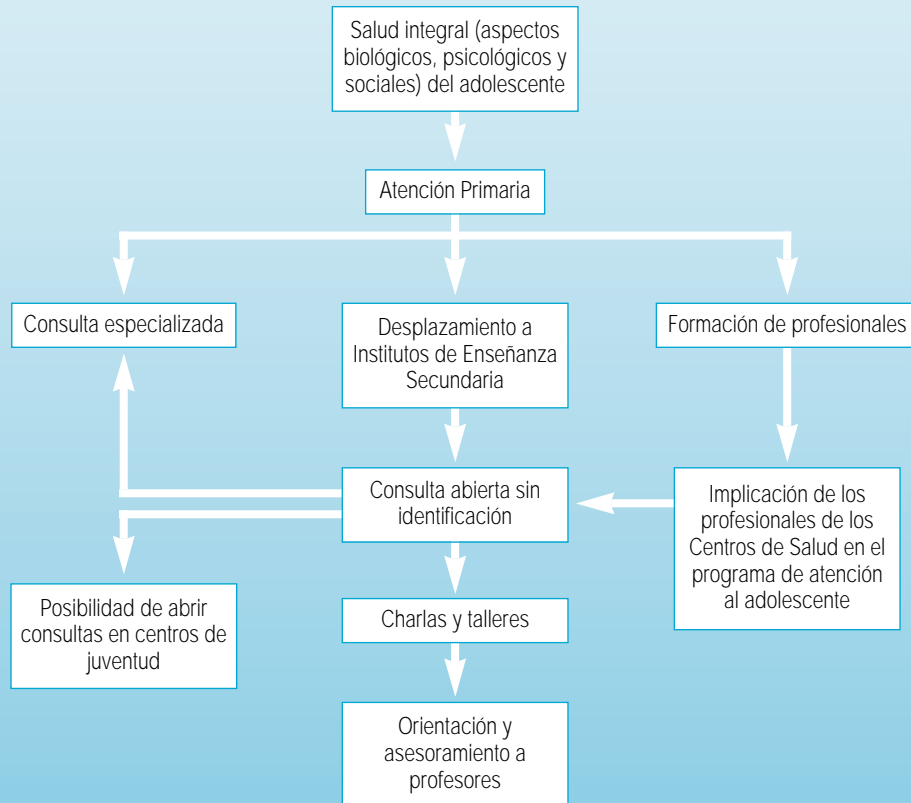 Salud integral (aspectos
biológicos, psicológicos y
sociales) del adolescente
Atención Primaria
Consulta especializada
Desplazamiento a
Institutos de Enseñanza
Secundaria
Formación de profesionales
Consulta abierta sin
identificación
Implicación de los
profesionales de los
Centros de Salud en el
programa de atención
al adolescente
Posibilidad de abrir
consultas en centros de
juventud
Charlas y talleres
Orientación y
asesoramiento a
profesores